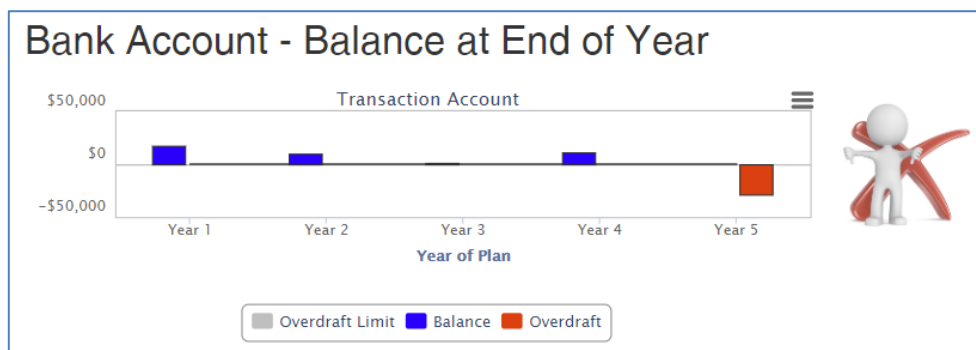 Bank Account - Balance at End of Year
Transaction Account
$50,000
$0
-$50,000
Year 1 Year 2 Year 3 Year 4 Year 5
Year of Plan
Overdraft Limit Balance Overdraft